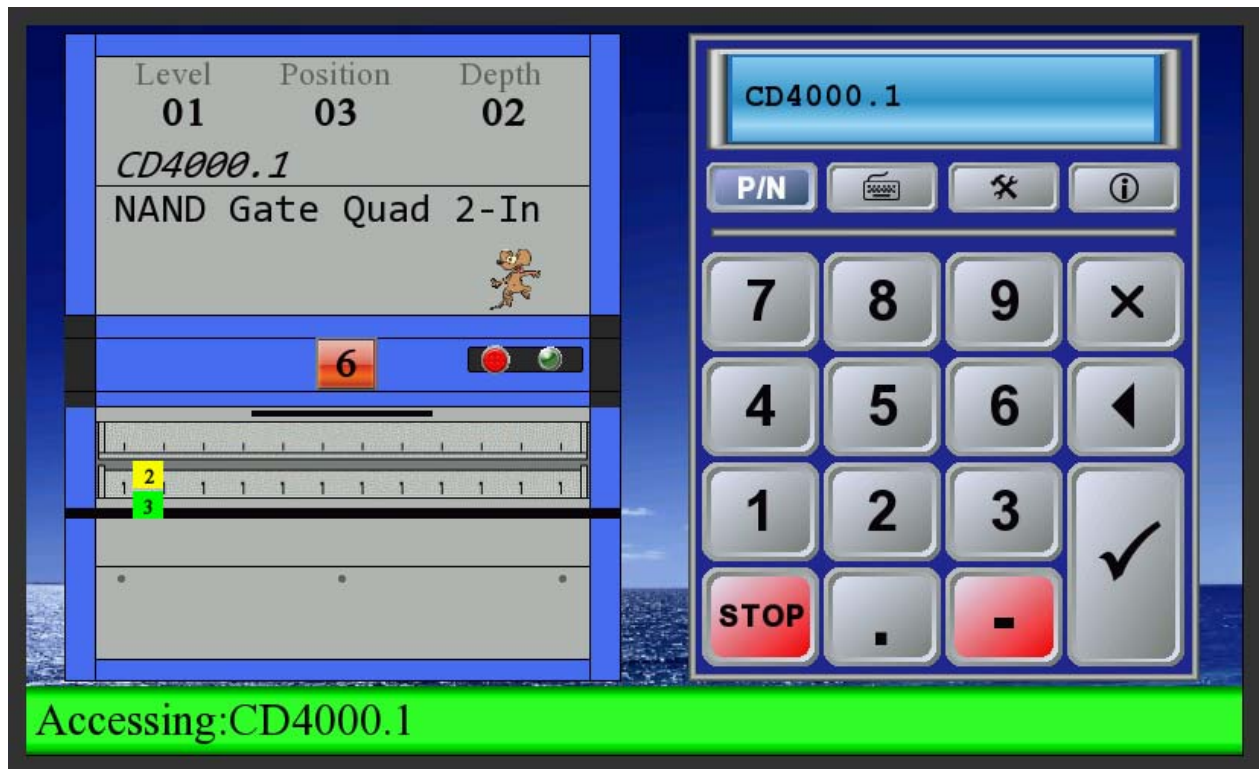 Level Position Depth
01 03 02
CD4000.1
NAND Gate Quad 2-In
6
2
3
CD4000.1
P/N
7 8 9 ×
4 5 6
1 2 3
STOP . -
Accessing:CD4000.1